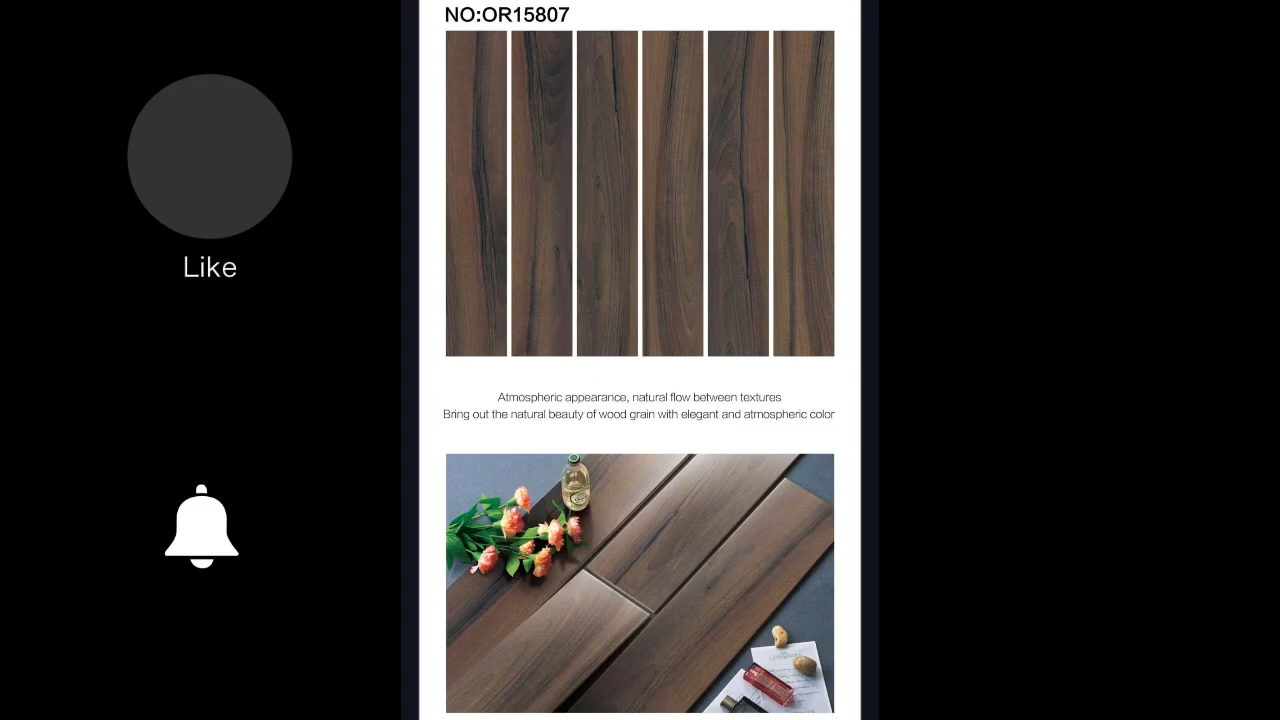 NO:OR15807
Like
Atmospheric appearance, natural flow between textures
Bring out the natural beauty of wood grain with elegant and atmospheric color